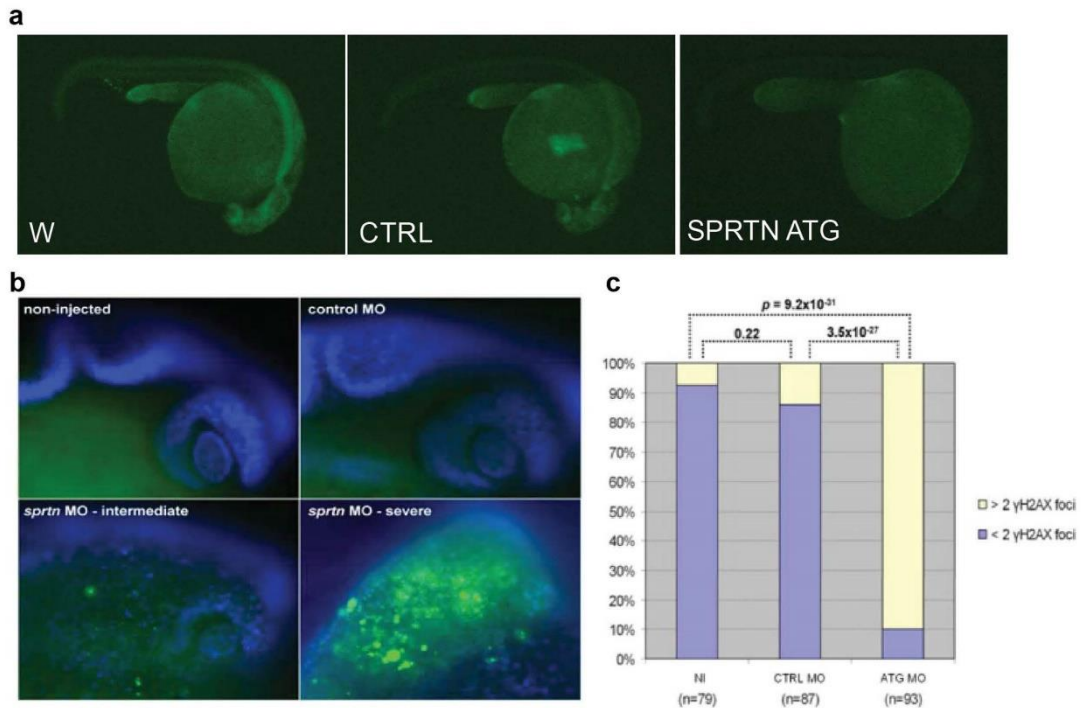 a
W
CTRL
SPRTN ATG
b
non-injected
control MO
sprtn MO - intermediate
sprtn MO - severe
c
p = 9.2x10-31
0.22
3.5x10-27
100%
90%
80%
70%
60%
50%
40%
30%
20%
10%
0%
NI
(n=79)
CTRL MO
(n=87)
ATG MO
(n=93)
> 2 γH2AX foci
< 2 γH2AX foci